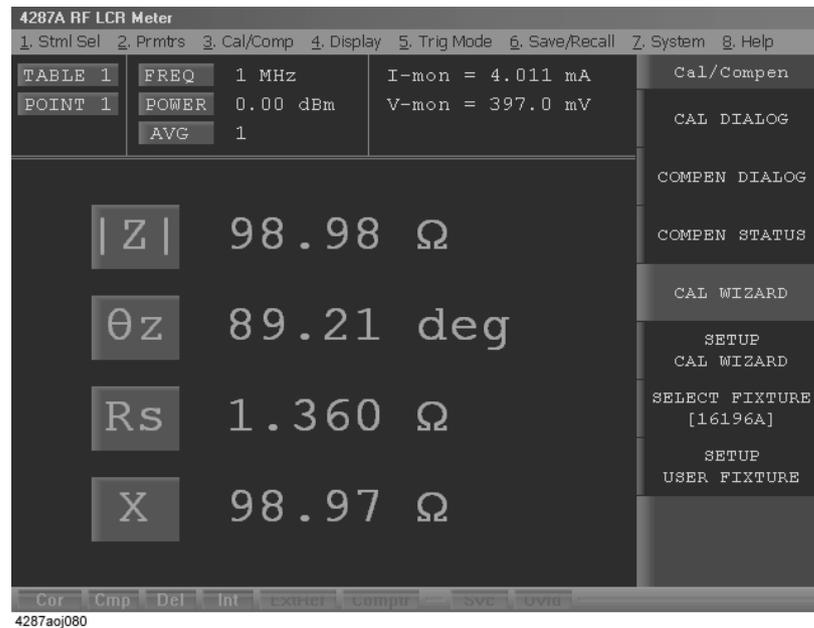 4287A RF LCR Meter
1. Stml Sel 2. Prmtrs 3. Cal/Comp 4. Display 5. Trig Mode 6. Save/Recall 7. System 8. Help
TABLE 1 FREQ 1 MHz I-mon = 4.011 mA
POINT 1 POWER 0.00 dBm V-mon = 397.0 mV
AVG 1
|Z| 98.98 Ω
θz 89.21 deg
Rs 1.360 Ω
X 98.97 Ω
Cal/Compen
CAL DIALOG
COMPEN DIALOG
COMPEN STATUS
CAL WIZARD
SETUP
CAL WIZARD
SELECT FIXTURE
[16196A]
SETUP
USER FIXTURE
Cor Cmp Del Int ExtRef Comptr Svc Ovld
4287aoj080